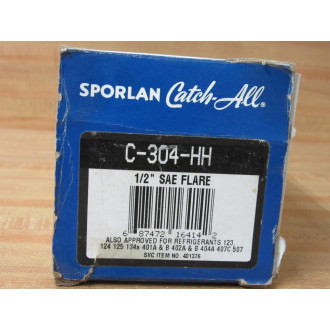 SPORLAN Catch-All®
C-304-HH
1/2" SAE FLARE
6 87472 16414 2
ALSO APPROVED FOR REFRIGERANTS 123
124 125 134a 401A & B 402A & B 404A 407C 507
SVC ITEM NO. 401376